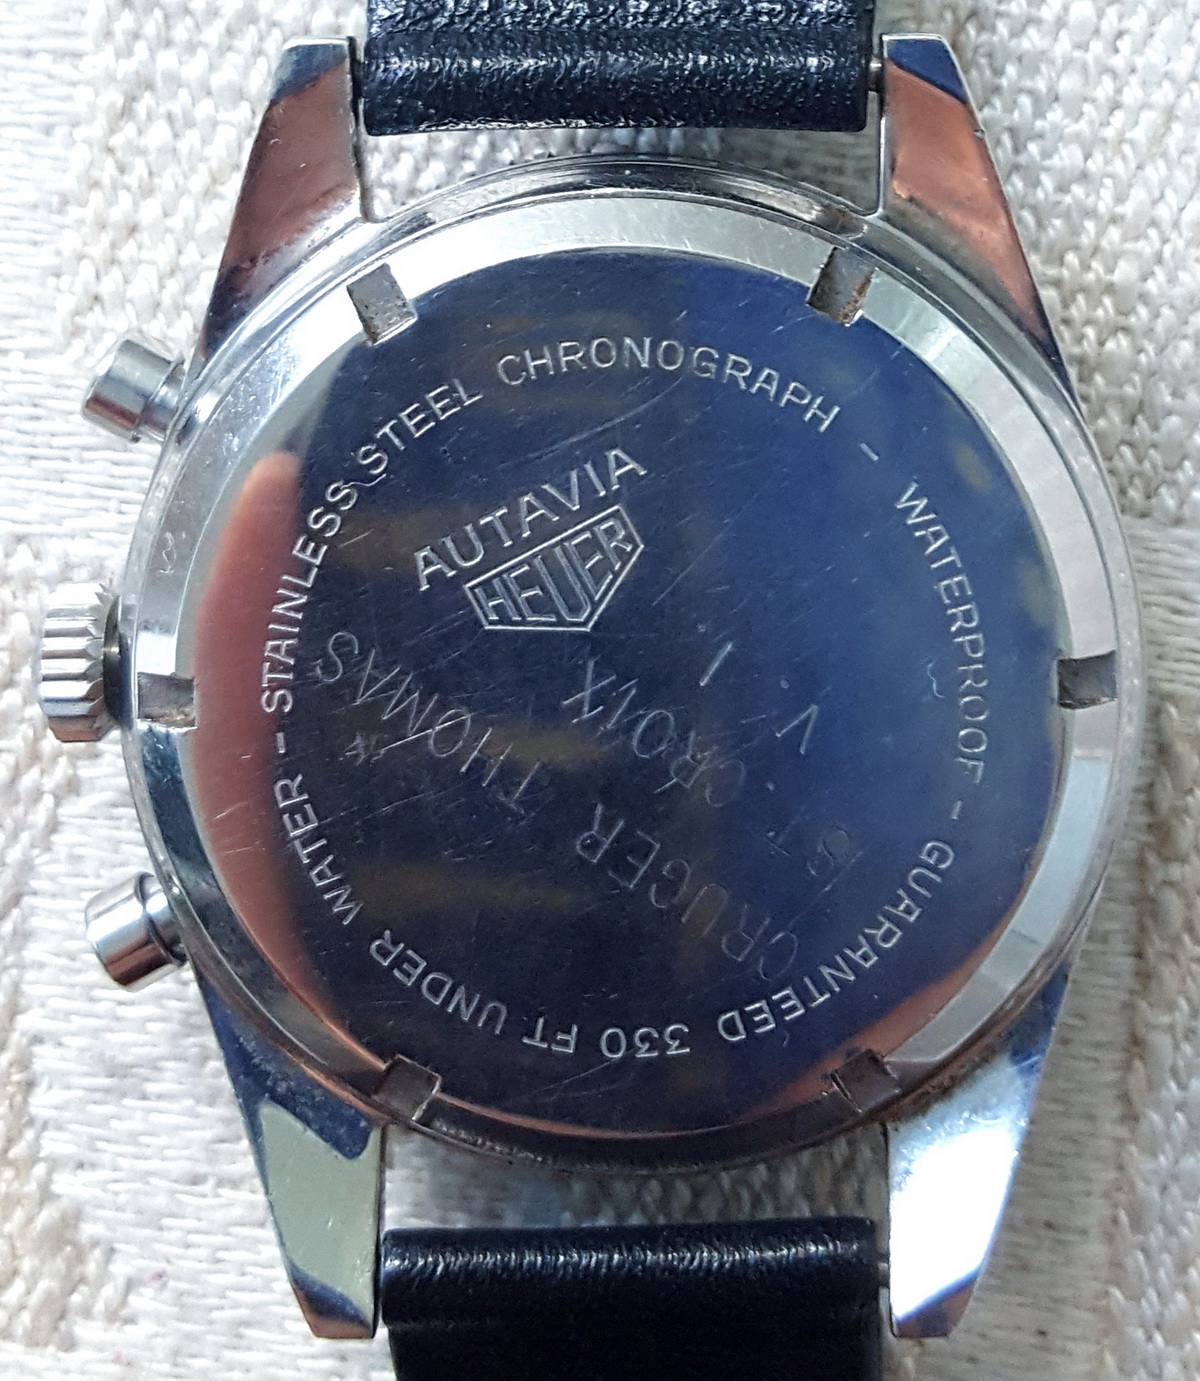 STAINLESS STEEL CHRONOGRAPH - WATERPROOF - GUARANTEED 330 FT UNDER WATER -
AUTAVIA
HEUER
CRUGER THOMAS
ST. CROIX
V. I.